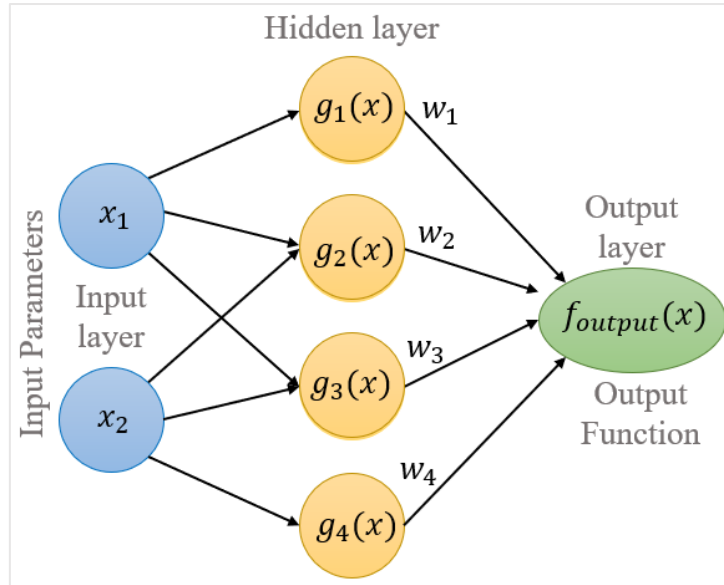 Hidden layer
g₁(x)
w₁
x₁
g₂(x)
w₂
Output
layer
Input Parameters
Input
layer
f_output(x)
g₃(x)
w₃
x₂
Output
Function
w₄
g₄(x)